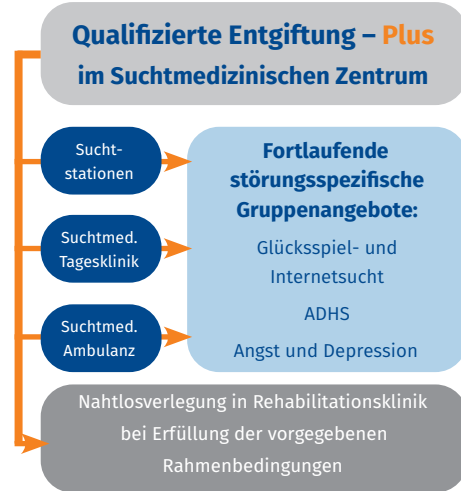 Qualifizierte Entgiftung – Plus
im Suchtmedizinischen Zentrum
Sucht-
stationen
Suchtmed.
Tagesklinik
Suchtmed.
Ambulanz
Fortlaufende
störungsspezifische
Gruppenangebote:
Glücksspiel- und
Internetsucht
ADHS
Angst und Depression
Nahtlosverlegung in Rehabilitationsklinik
bei Erfüllung der vorgegebenen
Rahmenbedingungen